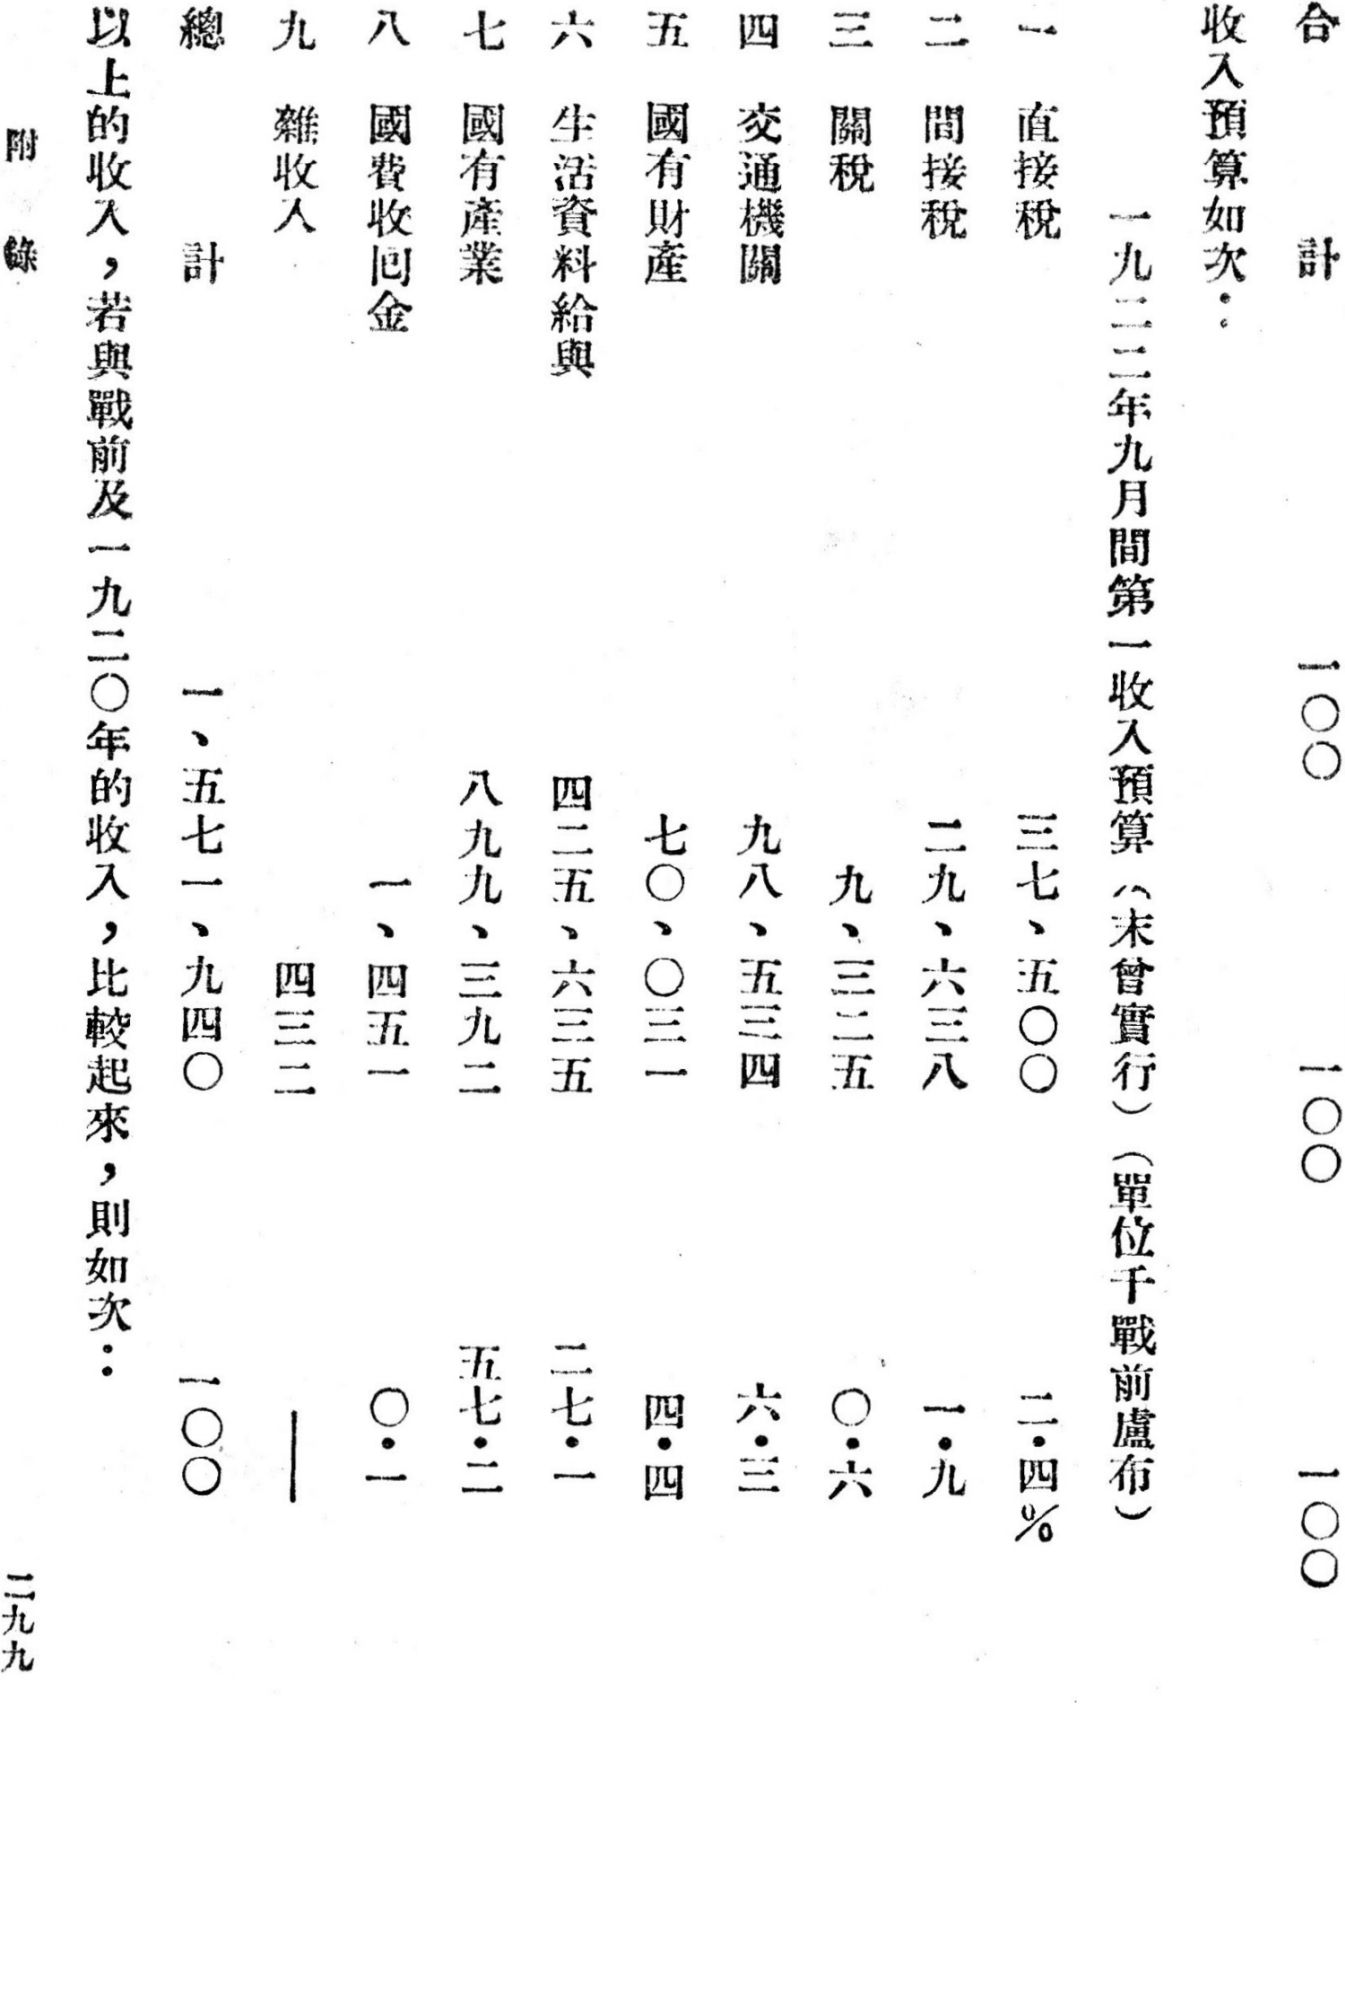 合計 一〇〇 一〇〇 一〇〇
收入預算如次：
一九二二年九月間第一收入預算（未曾實行）（單位千戰前盧布）
一 直接稅 三七、五〇〇 二・四%
二 間接稅 二九、六三八 一・九
三 關稅 九、三二五 〇・六
四 交通機關 九八、五三四 六・三
五 國有財產 七〇、〇三一 四・四
六 生活資料給與 四二五、六三五 二七・一
七 國有產業 八九九、三九二 五七・二
八 國費收回金 一、四五一 〇・一
九 雜收入 四三二 —
總計 一、五七一、九四〇 一〇〇
以上的收入，若與戰前及一九二〇年的收入，比較起來，則如次：
附錄 二九九